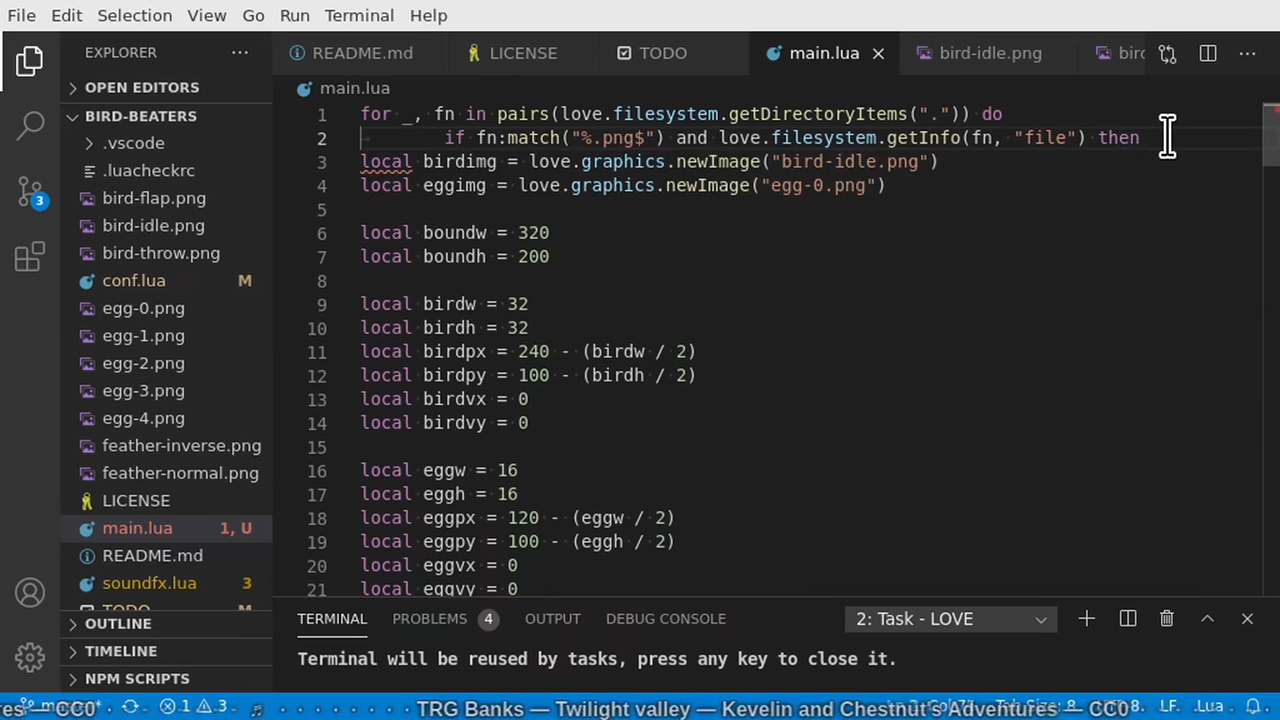 File Edit Selection View Go Run Terminal Help
EXPLORER ···
README.md LICENSE TODO main.lua bird-idle.png
OPEN EDITORS
BIRD-BEATERS
.vscode
.luacheckrc
bird-flap.png
bird-idle.png
bird-throw.png
conf.lua M
egg-0.png
egg-1.png
egg-2.png
egg-3.png
egg-4.png
feather-inverse.png
feather-normal.png
LICENSE
main.lua 1, U
README.md
soundfx.lua 3
TODO M
OUTLINE
TIMELINE
NPM SCRIPTS
3
main.lua
1 for _, fn in pairs(love.filesystem.getDirectoryItems(".")) do
2 if fn:match("%.png$") and love.filesystem.getInfo(fn, "file") then
3 local birdimg = love.graphics.newImage("bird-idle.png")
4 local eggimg = love.graphics.newImage("egg-0.png")
5
6 local boundw = 320
7 local boundh = 200
8
9 local birdw = 32
10 local birdh = 32
11 local birdpx = 240 - (birdw / 2)
12 local birdpy = 100 - (birdh / 2)
13 local birdvx = 0
14 local birdvy = 0
15
16 local eggw = 16
17 local eggh = 16
18 local eggpx = 120 - (eggw / 2)
19 local eggpy = 100 - (eggh / 2)
20 local eggvx = 0
21 local eggvy = 0
TERMINAL PROBLEMS 4 OUTPUT DEBUG CONSOLE 2: Task - LOVE
Terminal will be reused by tasks, press any key to close it.
1 3 LF Lua
— CC0 TRG Banks — Twilight valley — Kevelin and Chestnut's Adventures — CC0